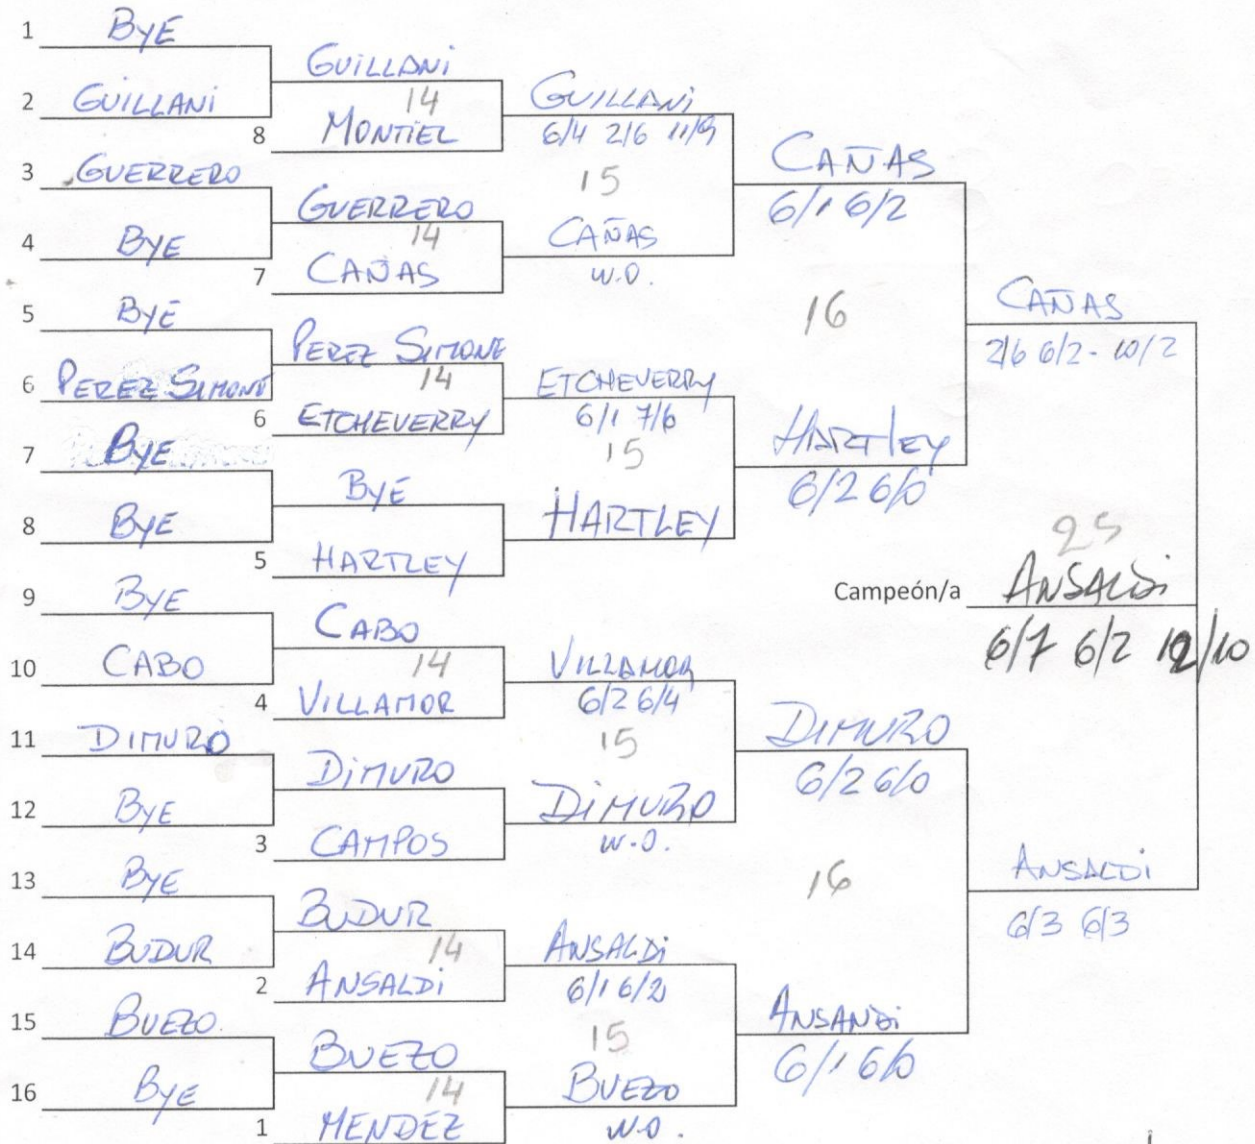 1 BYE
2 GUILLANI
3 GUERRERO
4 BYE
5 BYE
6 PEREZ SIMONE
7 BYE
8 BYE
9 BYE
10 CABO
11 DIMURO
12 BYE
13 BYE
14 BUDUR
15 BUEZO
16 BYE
GUILLANI
14
8 MONTIEL
GUERRERO
14
7 CAÑAS
PEREZ SIMONE
14
6 ETCHEVERRY
BYE
5 HARTLEY
CABO
14
4 VILLAMOR
DIMURO
3 CAMPOS
BUDUR
14
2 ANSALDI
BUEZO
14
1 MENDEZ
GUILLANI
6/4 2/6 11/9
15
CAÑAS
W.O.
ETCHEVERRY
6/1 7/6
15
HARTLEY
VILLAMOR
6/2 6/4
15
DIMURO
W.O.
ANSALDI
6/1 6/2
15
BUEZO
W.O.
CAÑAS
6/1 6/2
16
HARTLEY
6/2 6/0
DIMURO
6/2 6/0
16
ANSANDI
6/1 6/0
CAÑAS
2/6 6/2 - 10/2
25
Campeón/a ANSALDI
6/7 6/2 12/10
ANSALDI
6/3 6/3